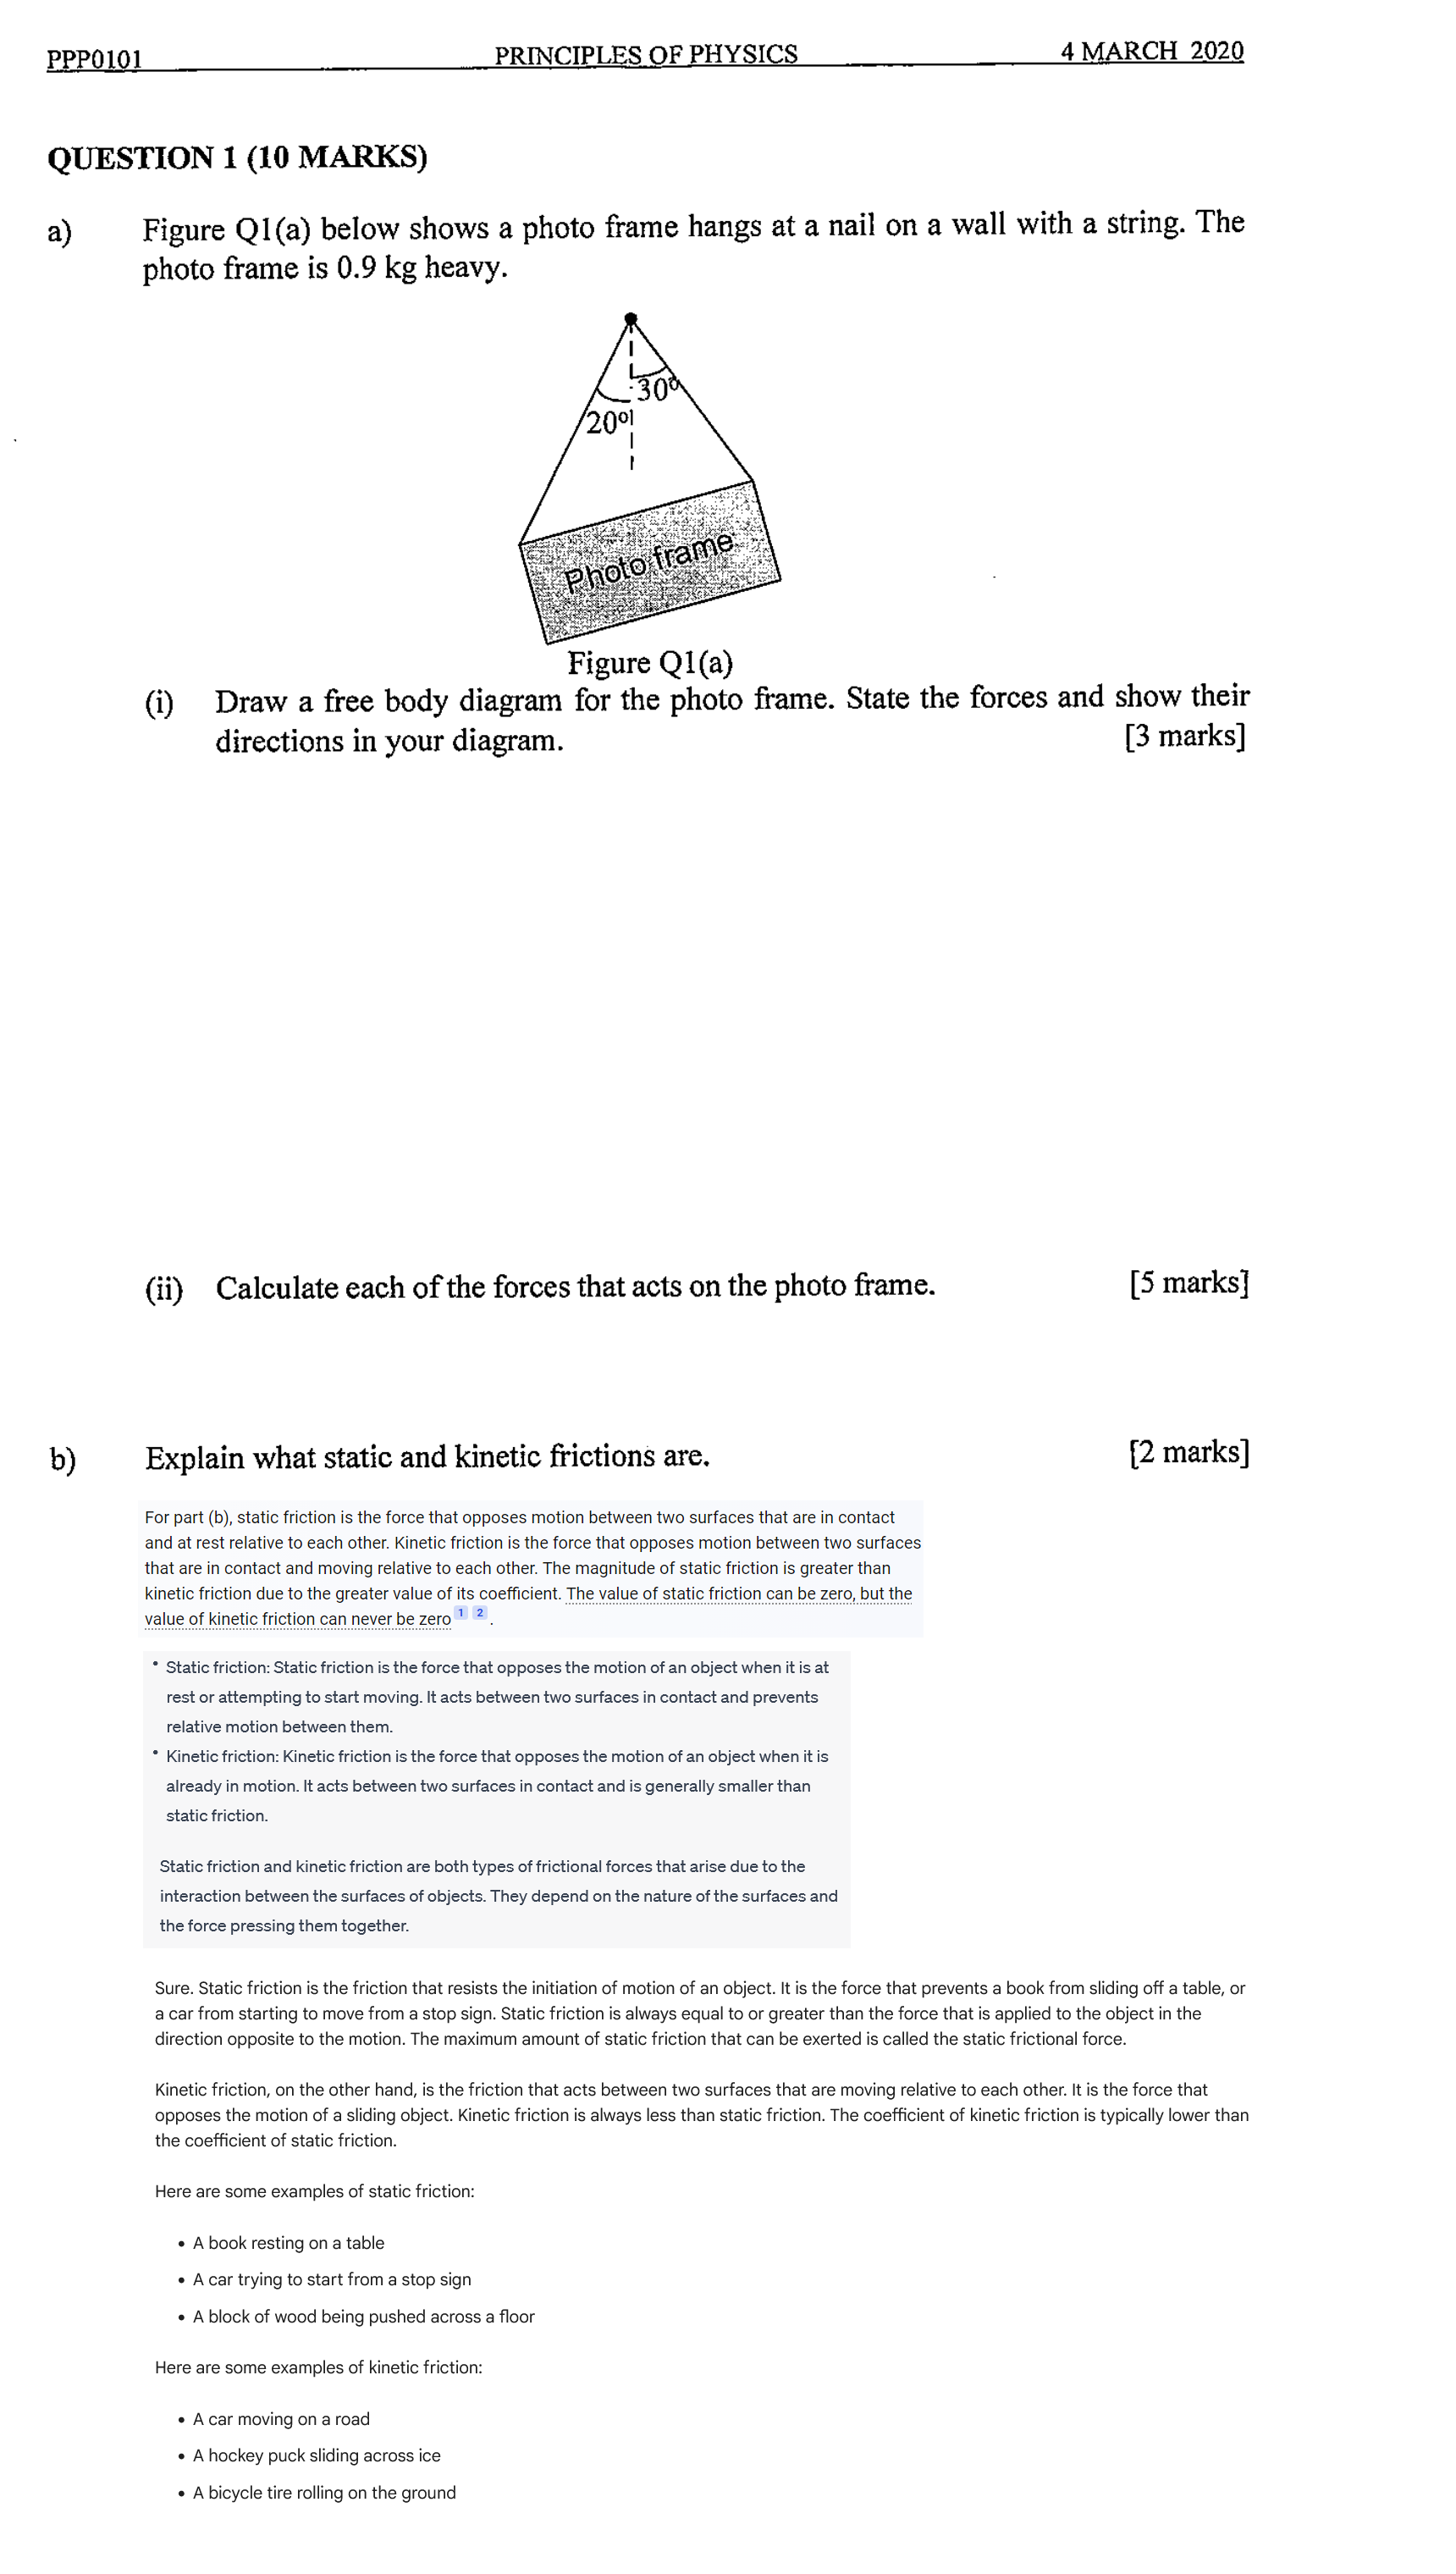 PPP0101 PRINCIPLES OF PHYSICS 4 MARCH 2020
QUESTION 1 (10 MARKS)
a) Figure Q1(a) below shows a photo frame hangs at a nail on a wall with a string. The
photo frame is 0.9 kg heavy.
30°
20°
Photo frame
Figure Q1(a)
(i) Draw a free body diagram for the photo frame. State the forces and show their
directions in your diagram. [3 marks]
(ii) Calculate each of the forces that acts on the photo frame. [5 marks]
b) Explain what static and kinetic frictions are. [2 marks]
For part (b), static friction is the force that opposes motion between two surfaces that are in contact
and at rest relative to each other. Kinetic friction is the force that opposes motion between two surfaces
that are in contact and moving relative to each other. The magnitude of static friction is greater than
kinetic friction due to the greater value of its coefficient. The value of static friction can be zero, but the
value of kinetic friction can never be zero 1 2 .
• Static friction: Static friction is the force that opposes the motion of an object when it is at
rest or attempting to start moving. It acts between two surfaces in contact and prevents
relative motion between them.
• Kinetic friction: Kinetic friction is the force that opposes the motion of an object when it is
already in motion. It acts between two surfaces in contact and is generally smaller than
static friction.
Static friction and kinetic friction are both types of frictional forces that arise due to the
interaction between the surfaces of objects. They depend on the nature of the surfaces and
the force pressing them together.
Sure. Static friction is the friction that resists the initiation of motion of an object. It is the force that prevents a book from sliding off a table, or
a car from starting to move from a stop sign. Static friction is always equal to or greater than the force that is applied to the object in the
direction opposite to the motion. The maximum amount of static friction that can be exerted is called the static frictional force.
Kinetic friction, on the other hand, is the friction that acts between two surfaces that are moving relative to each other. It is the force that
opposes the motion of a sliding object. Kinetic friction is always less than static friction. The coefficient of kinetic friction is typically lower than
the coefficient of static friction.
Here are some examples of static friction:
• A book resting on a table
• A car trying to start from a stop sign
• A block of wood being pushed across a floor
Here are some examples of kinetic friction:
• A car moving on a road
• A hockey puck sliding across ice
• A bicycle tire rolling on the ground